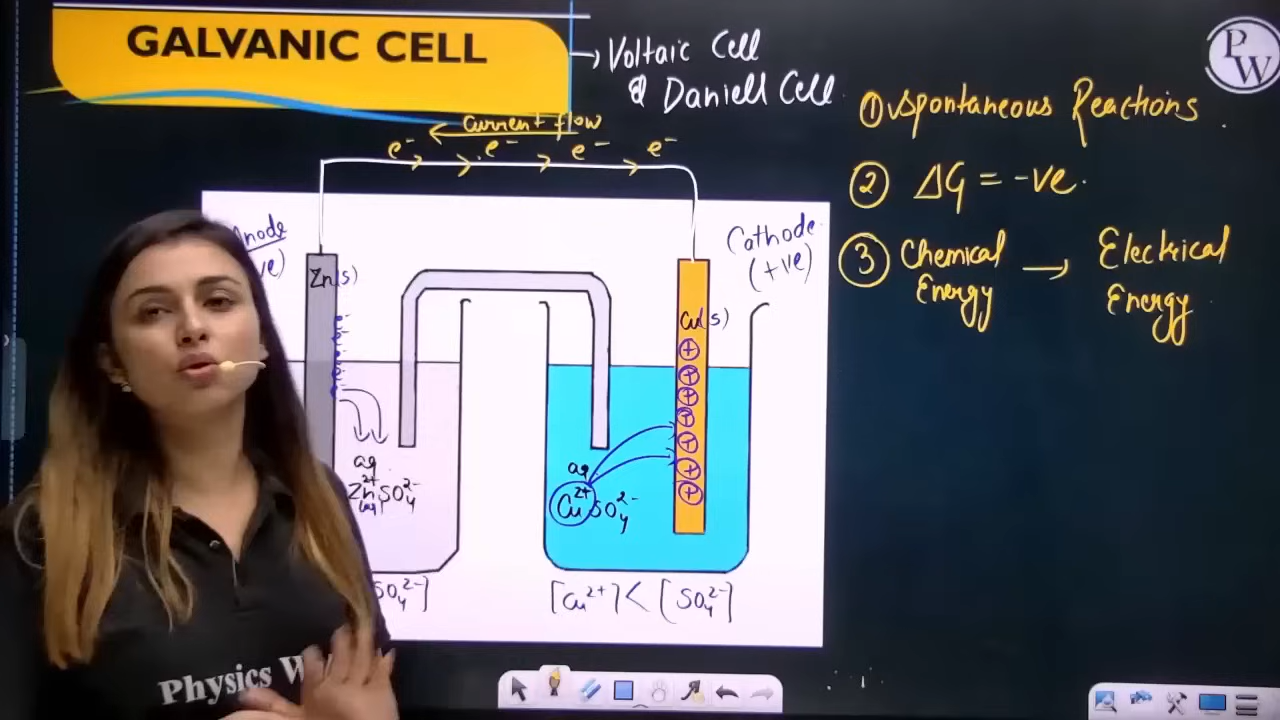 GALVANIC CELL
→ Voltaic Cell
& Daniell Cell
PW
① Spontaneous Reactions
② ΔG = -ve.
③ Chemical Energy → Electrical Energy
Current flow
e⁻ e⁻ e⁻ e⁻
Cathode
(+ve)
Zn(s)
Cu(s)
+
+
+
+
+
+
+
e⁻
e⁻
e⁻
e⁻
e⁻
aq
Zn²⁺SO₄²⁻
aq
Cu²⁺SO₄²⁻
SO₄²⁻]
[Cu²⁺] < [SO₄²⁻]
Physics W